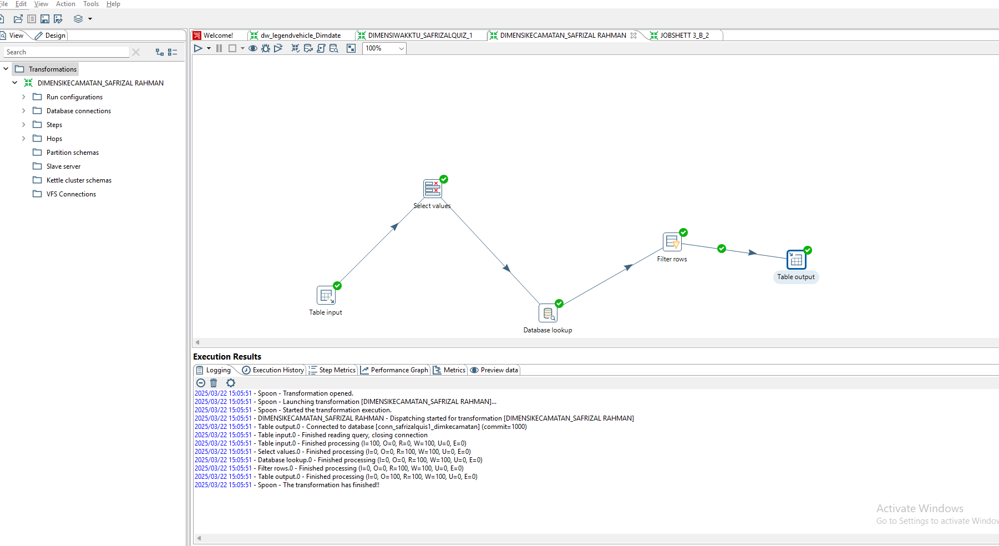 File Edit View Action Tools Help
View Design
Welcome! dw_legendvehicle_Dimdate DIMENSIWAKKTU_SAFRIZALQUIZ_1 DIMENSIKECAMATAN_SAFRIZAL RAHMAN JOBSHETT 3_B_2
Search
100%
Transformations
DIMENSIKECAMATAN_SAFRIZAL RAHMAN
Run configurations
Database connections
Steps
Hops
Partition schemas
Slave server
Kettle cluster schemas
VFS Connections
Select values
Filter rows
Table output
Table input
Database lookup
Execution Results
Logging Execution History Step Metrics Performance Graph Metrics Preview data
2025/03/22 15:05:51 - Spoon - Transformation opened.
2025/03/22 15:05:51 - Spoon - Launching transformation [DIMENSIKECAMATAN_SAFRIZAL RAHMAN]...
2025/03/22 15:05:51 - Spoon - Started the transformation execution.
2025/03/22 15:05:51 - DIMENSIKECAMATAN_SAFRIZAL RAHMAN - Dispatching started for transformation [DIMENSIKECAMATAN_SAFRIZAL RAHMAN]
2025/03/22 15:05:51 - Table output.0 - Connected to database [conn_safrizalquis1_dimkecamatan] (commit=1000)
2025/03/22 15:05:51 - Table input.0 - Finished reading query, closing connection
2025/03/22 15:05:51 - Table input.0 - Finished processing (I=100, O=0, R=0, W=100, U=0, E=0)
2025/03/22 15:05:51 - Select values.0 - Finished processing (I=0, O=0, R=100, W=100, U=0, E=0)
2025/03/22 15:05:51 - Database lookup.0 - Finished processing (I=0, O=0, R=100, W=100, U=0, E=0)
2025/03/22 15:05:51 - Filter rows.0 - Finished processing (I=0, O=0, R=100, W=100, U=0, E=0)
2025/03/22 15:05:51 - Table output.0 - Finished processing (I=0, O=100, R=100, W=100, U=0, E=0)
2025/03/22 15:05:51 - Spoon - The transformation has finished!!
Activate Windows
Go to Settings to activate Windows